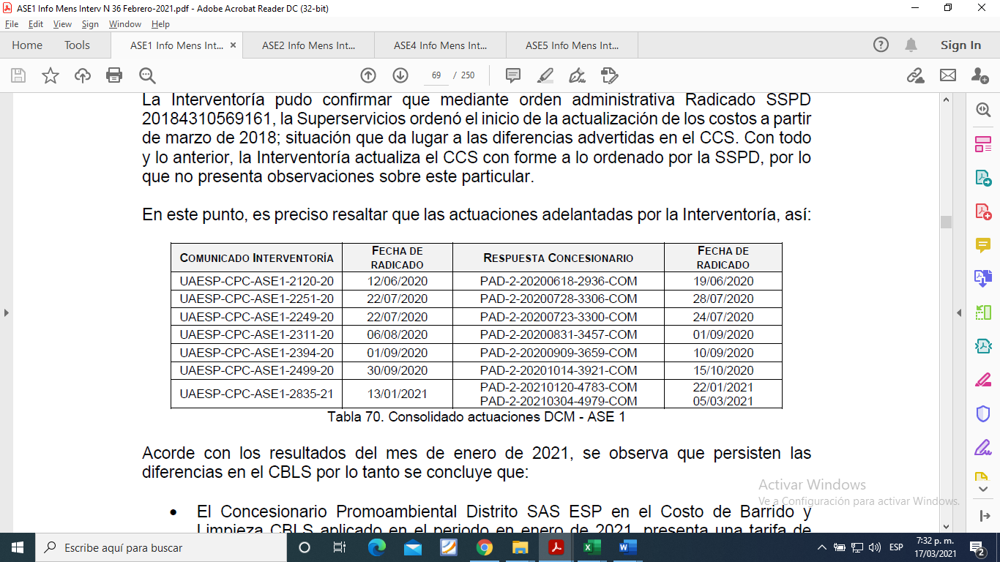 ASE1 Info Mens Interv N 36 Febrero-2021.pdf - Adobe Acrobat Reader DC (32-bit)
File Edit View Sign Window Help
Home Tools ASE1 Info Mens Int... × ASE2 Info Mens Int... ASE4 Info Mens Int... ASE5 Info Mens Int... Sign In
69 / 250
La Interventoría pudo confirmar que mediante orden administrativa Radicado SSPD
20184310569161, la Superservicios ordenó el inicio de la actualización de los costos a partir
de marzo de 2018; situación que da lugar a las diferencias advertidas en el CCS. Con todo
y lo anterior, la Interventoría actualiza el CCS con forme a lo ordenado por la SSPD, por lo
que no presenta observaciones sobre este particular.
En este punto, es preciso resaltar que las actuaciones adelantadas por la Interventoría, así:
COMUNICADO INTERVENTORÍA FECHA DE RADICADO RESPUESTA CONCESIONARIO FECHA DE RADICADO
UAESP-CPC-ASE1-2120-20 12/06/2020 PAD-2-20200618-2936-COM 19/06/2020
UAESP-CPC-ASE1-2251-20 22/07/2020 PAD-2-20200728-3306-COM 28/07/2020
UAESP-CPC-ASE1-2249-20 22/07/2020 PAD-2-20200723-3300-COM 24/07/2020
UAESP-CPC-ASE1-2311-20 06/08/2020 PAD-2-20200831-3457-COM 01/09/2020
UAESP-CPC-ASE1-2394-20 01/09/2020 PAD-2-20200909-3659-COM 10/09/2020
UAESP-CPC-ASE1-2499-20 30/09/2020 PAD-2-20201014-3921-COM 15/10/2020
UAESP-CPC-ASE1-2835-21 13/01/2021 PAD-2-20210120-4783-COM 22/01/2021
PAD-2-20210304-4979-COM 05/03/2021
Tabla 70. Consolidado actuaciones DCM - ASE 1
Acorde con los resultados del mes de enero de 2021, se observa que persisten las
diferencias en el CBLS por lo tanto se concluye que:
• El Concesionario Promoambiental Distrito SAS ESP en el Costo de Barrido y
Limpieza CBLS aplicado en el periodo en enero de 2021, presenta una tarifa de
Activar Windows
Ve a Configuración para activar Windows.
Escribe aquí para buscar
ESP
7:32 p. m.
17/03/2021
2